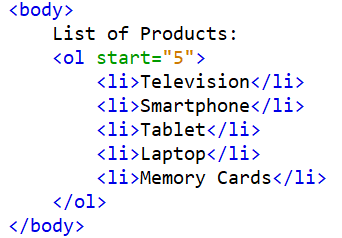 <body>
    List of Products:
    <ol start="5">
        <li>Television</li>
        <li>Smartphone</li>
        <li>Tablet</li>
        <li>Laptop</li>
        <li>Memory Cards</li>
    </ol>
</body>